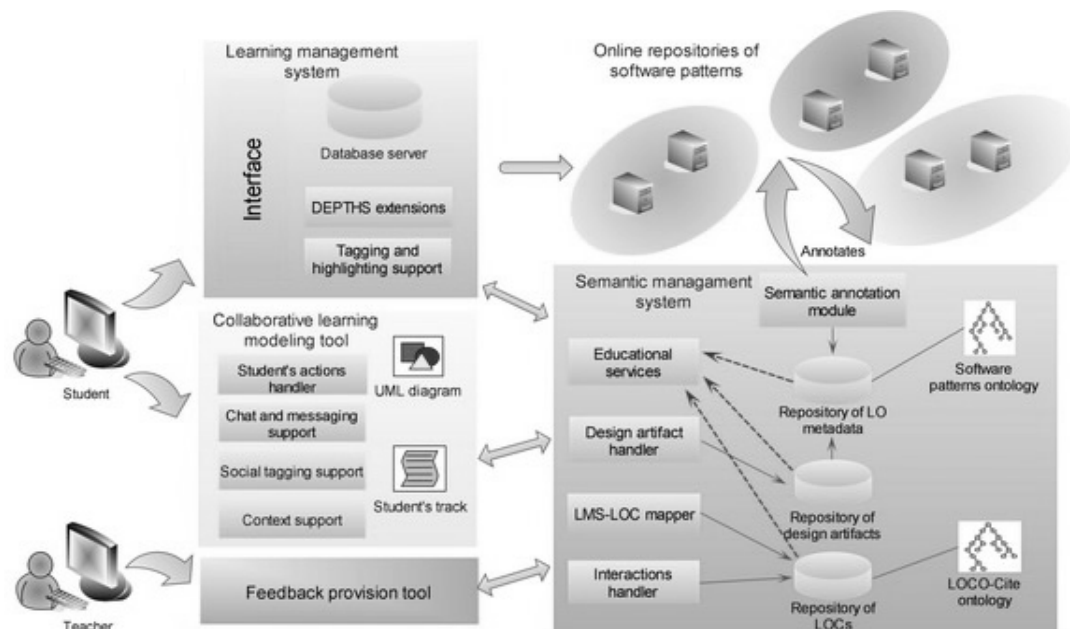 Learning management
system
Interface
Database server
DEPTHS extensions
Tagging and
highlighting support
Online repositories of
software patterns
Annotates
Student
Collaborative learning
modeling tool
Student's actions
handler
Chat and messaging
support
Social tagging support
Context support
UML diagram
Student's track
Teacher
Feedback provision tool
Semantic managament
system
Semantic annotation
module
Educational
services
Design artifact
handler
LMS-LOC mapper
Interactions
handler
Repository of LO
metadata
Repository of
design artifacts
Repository of
LOCs
Software
patterns ontology
LOCO-Cite
ontology